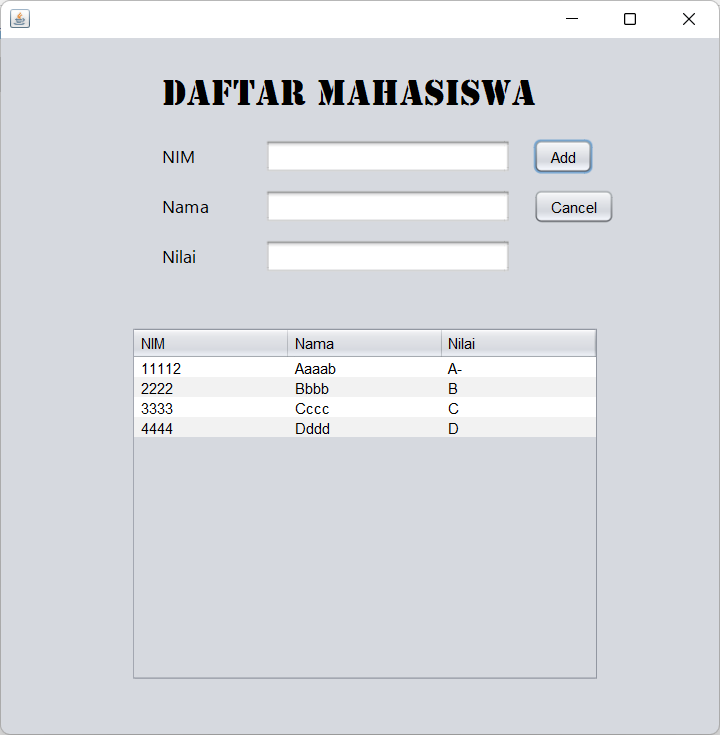 DAFTAR MAHASISWA
NIM Add
Nama Cancel
Nilai
NIM Nama Nilai
11112 Aaaab A-
2222 Bbbb B
3333 Cccc C
4444 Dddd D